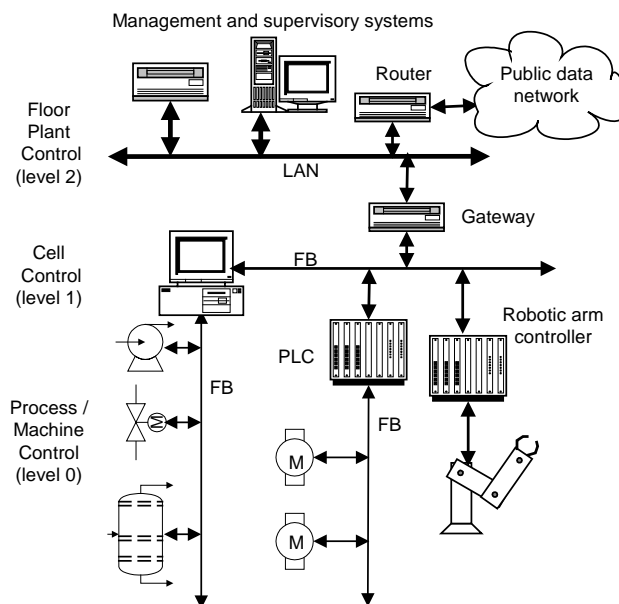 Management and supervisory systems
Router
Public data
network
Floor
Plant
Control
(level 2)
LAN
Gateway
Cell
Control
(level 1)
FB
Robotic arm
controller
PLC
FB
FB
Process /
Machine
Control
(level 0)
M
M
M